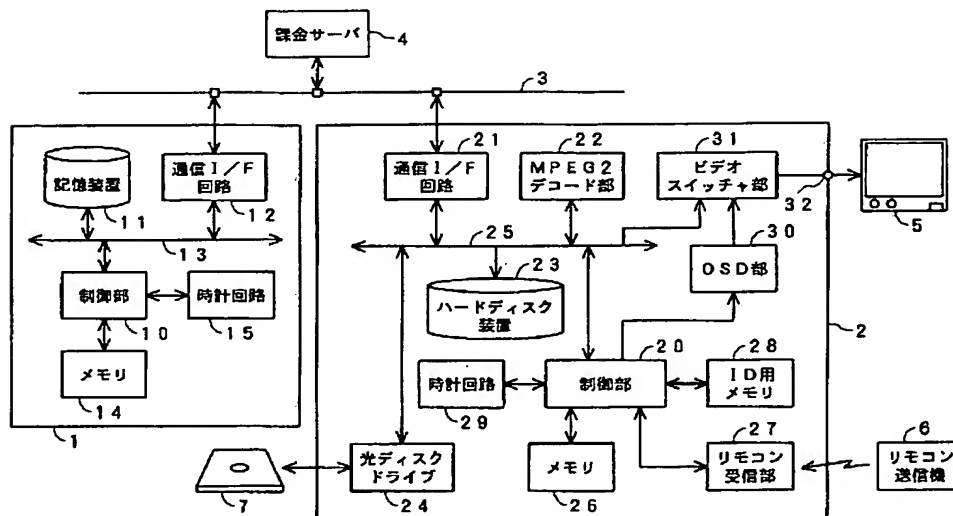 課金サーバ
4
3
記憶装置
11
通信I/F
回路
12
13
制御部
10
時計回路
15
メモリ
14
1
通信I/F
回路
21
22
MPEG2
デコード部
31
ビデオ
スイッチャ部
32
5
25
23
ハードディスク
装置
30
OSD部
2
20
制御部
時計回路
29
28
ID用
メモリ
光ディスク
ドライブ
24
7
メモリ
26
27
リモコン
受信部
6
リモコン
送信機